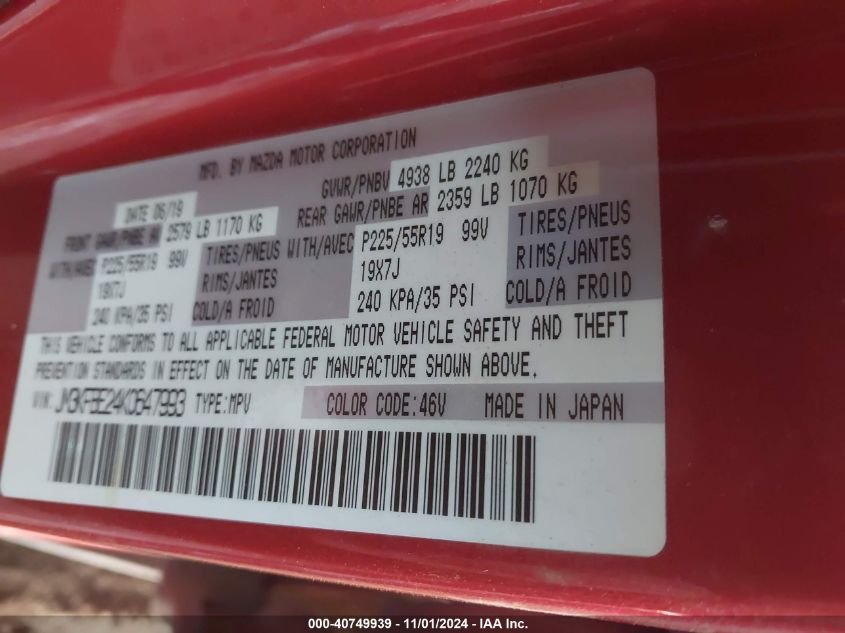 MFD. BY MAZDA MOTOR CORPORATION
DATE 06/19 GVWR/PNBV 4938 LB 2240 KG
FRONT GAWR/PNBE AR 2579 LB 1170 KG REAR GAWR/PNBE AR 2359 LB 1070 KG
WITH/AVEC P225/55R19 99V TIRES/PNEUS WITH/AVEC P225/55R19 99V TIRES/PNEUS
19X7J RIMS/JANTES 19X7J RIMS/JANTES
240 KPA/35 PSI COLD/A FROID 240 KPA/35 PSI COLD/A FROID
THIS VEHICLE CONFORMS TO ALL APPLICABLE FEDERAL MOTOR VEHICLE SAFETY AND THEFT
PREVENTION STANDARDS IN EFFECT ON THE DATE OF MANUFACTURE SHOWN ABOVE.
VIN: JM3KFBE24K0647993 TYPE:MPV COLOR CODE:46V MADE IN JAPAN
000-40749939 - 11/01/2024 - IAA Inc.